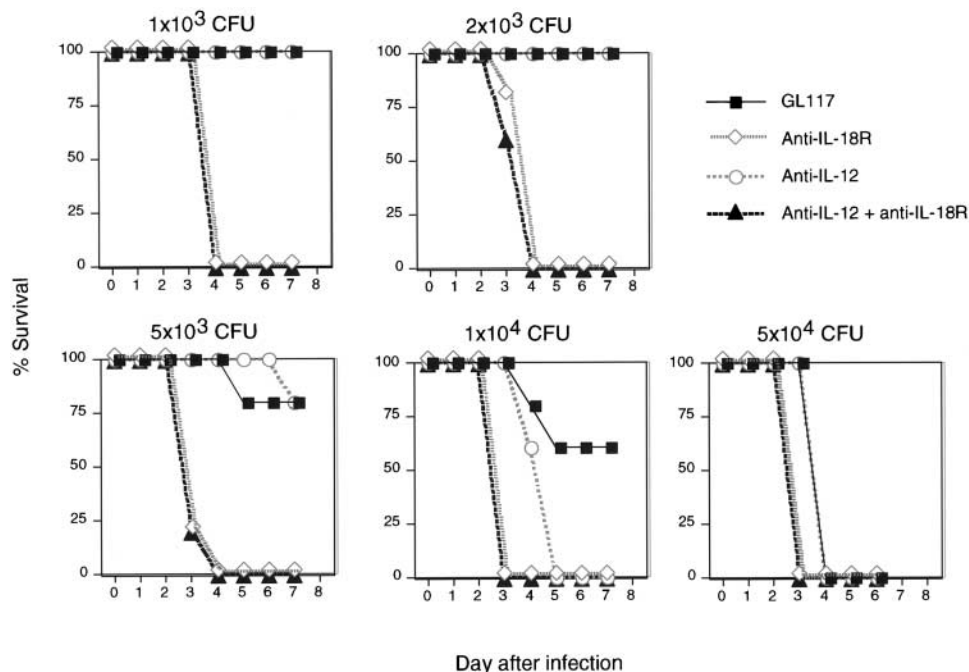 1x10³ CFU
100
75
50
25
0
0 1 2 3 4 5 6 7 8
2x10³ CFU
100
75
50
25
0
0 1 2 3 4 5 6 7 8
GL117
Anti-IL-18R
Anti-IL-12
Anti-IL-12 + anti-IL-18R
% Survival
5x10³ CFU
100
75
50
25
0
0 1 2 3 4 5 6 7 8
1x10⁴ CFU
100
75
50
25
0
0 1 2 3 4 5 6 7 8
5x10⁴ CFU
100
75
50
25
0
0 1 2 3 4 5 6 7 8
Day after infection